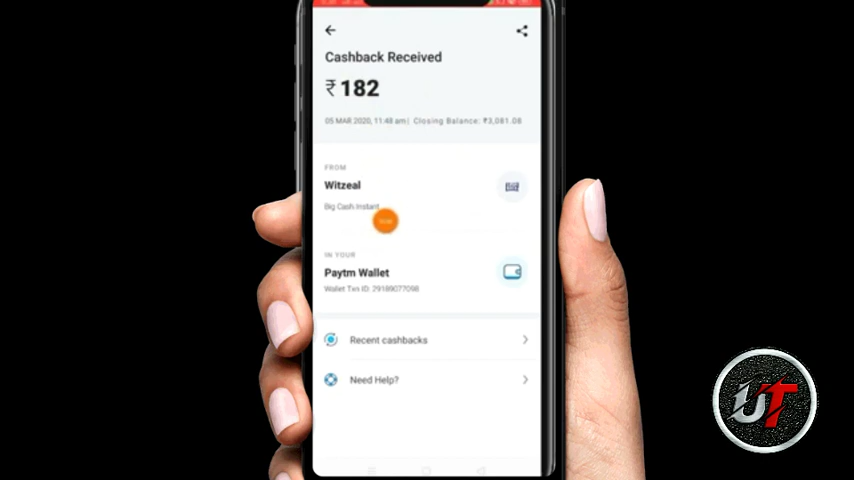 Cashback Received
₹182
05 MAR 2020, 11:48 am | Closing Balance: ₹3,081.08
FROM
Witzeal
Big Cash Instant
IN YOUR
Paytm Wallet
Wallet Txn ID: 29189077098
Recent cashbacks
Need Help?
UT